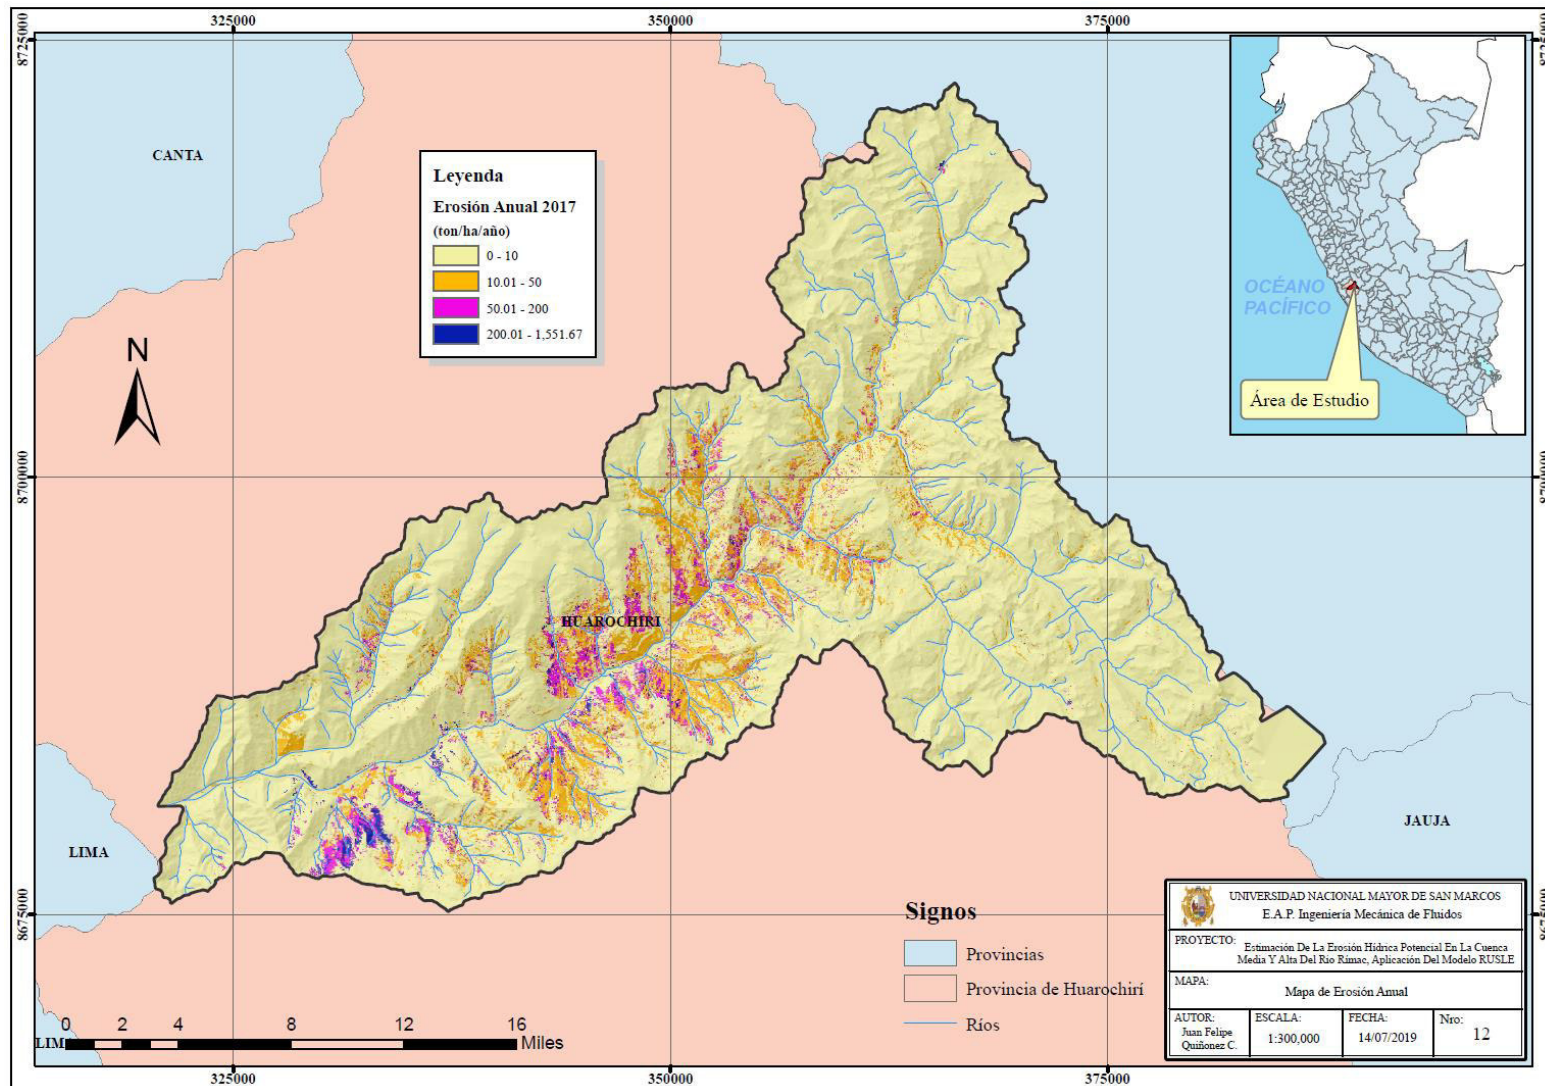 325000
350000
375000
8725000
8725000
CANTA
Leyenda
Erosión Anual 2017
(ton/ha/año)
0 - 10
10.01 - 50
50.01 - 200
200.01 - 1,551.67
OCÉANO
PACÍFICO
Área de Estudio
N
8700000
8700000
HUAROCHIRI
LIMA
JAUJA
8675000
8675000
Signos
Provincias
Provincia de Huarochirí
Ríos
UNIVERSIDAD NACIONAL MAYOR DE SAN MARCOS
E.A.P. Ingeniería Mecánica de Fluidos
PROYECTO:
Estimación De La Erosión Hídrica Potencial En La Cuenca
Media Y Alta Del Rio Rímac, Aplicación Del Modelo RUSLE
MAPA:
Mapa de Erosión Anual
AUTOR:
Juan Felipe
Quiñonez C.
ESCALA:
1:300,000
FECHA:
14/07/2019
Nro:
12
0 2 4 8 12 16
Miles
LIM
325000
350000
375000